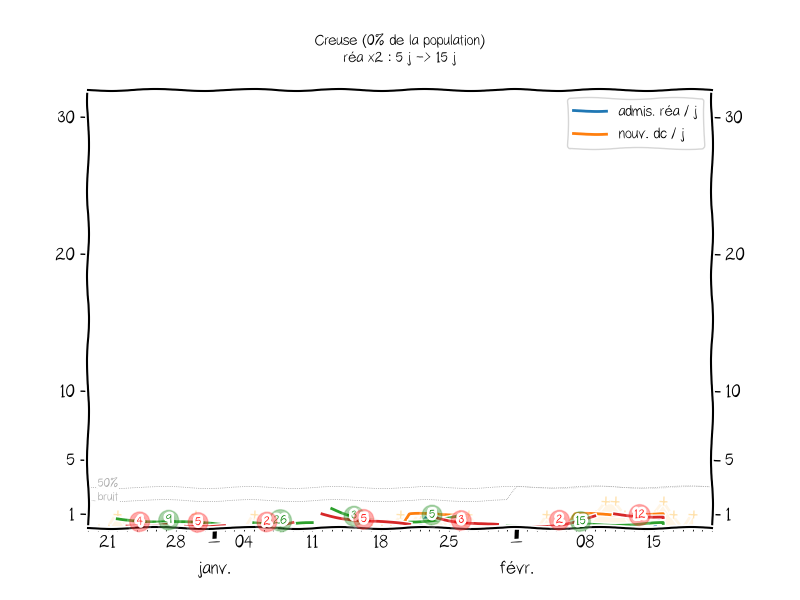 Creuse (0% de la population)
réa x2 : 5 j -> 15 j
admis. réa / j
nouv. dc / j
30 30
20 20
10 10
5 5
1 1
50%
bruit
4 9 5 2 26 3 5 5 3 2 15 12
21 28 04 11 18 25 08 15
janv. févr.